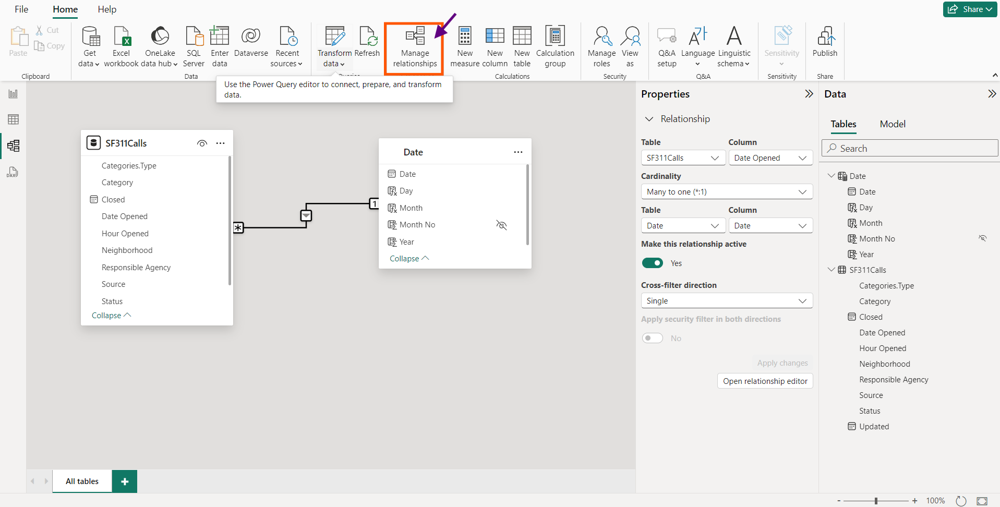 File Home Help
Share
Paste
Cut
Copy
Get data
Excel workbook
OneLake data hub
SQL Server
Enter data
Dataverse
Recent sources
Transform data
Refresh
Manage relationships
New measure
New column
New table
Calculation group
Manage roles
View as
Q&A setup
Language
Linguistic schema
Sensitivity
Publish
Clipboard
Data
Queries
Calculations
Security
Q&A
Sensitivity
Share
Use the Power Query editor to connect, prepare, and transform
data.
DAX
SF311Calls
Categories.Type
Category
Closed
Date Opened
Hour Opened
Neighborhood
Responsible Agency
Source
Status
Collapse
*
1
Date
Date
Day
Month
Month No
Year
Collapse
Properties
Relationship
Table Column
SF311Calls Date Opened
Cardinality
Many to one (*:1)
Table Column
Date Date
Make this relationship active
Yes
Cross-filter direction
Single
Apply security filter in both directions
No
Apply changes
Open relationship editor
Data
Tables Model
Search
Date
Date
Day
Month
Month No
Year
SF311Calls
Categories.Type
Category
Closed
Date Opened
Hour Opened
Neighborhood
Responsible Agency
Source
Status
Updated
All tables +
- + 100%